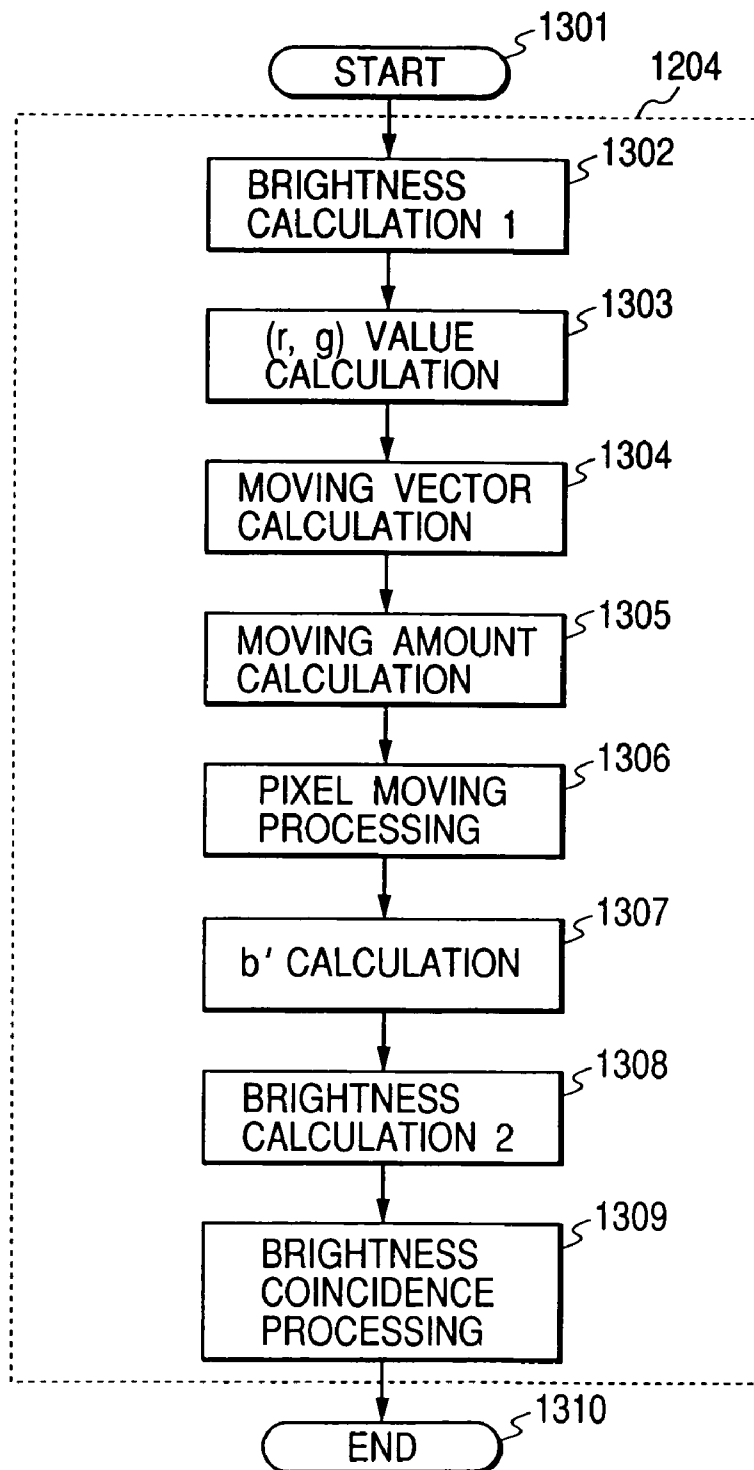 1301
START
1204
1302
BRIGHTNESS
CALCULATION 1
1303
(r, g) VALUE
CALCULATION
1304
MOVING VECTOR
CALCULATION
1305
MOVING AMOUNT
CALCULATION
1306
PIXEL MOVING
PROCESSING
1307
b' CALCULATION
1308
BRIGHTNESS
CALCULATION 2
1309
BRIGHTNESS
COINCIDENCE
PROCESSING
1310
END